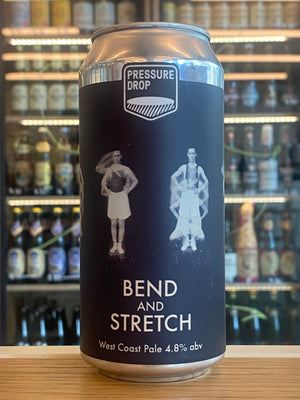 PRESSURE
DROP
BEND
AND
STRETCH
West Coast Pale 4.8% abv